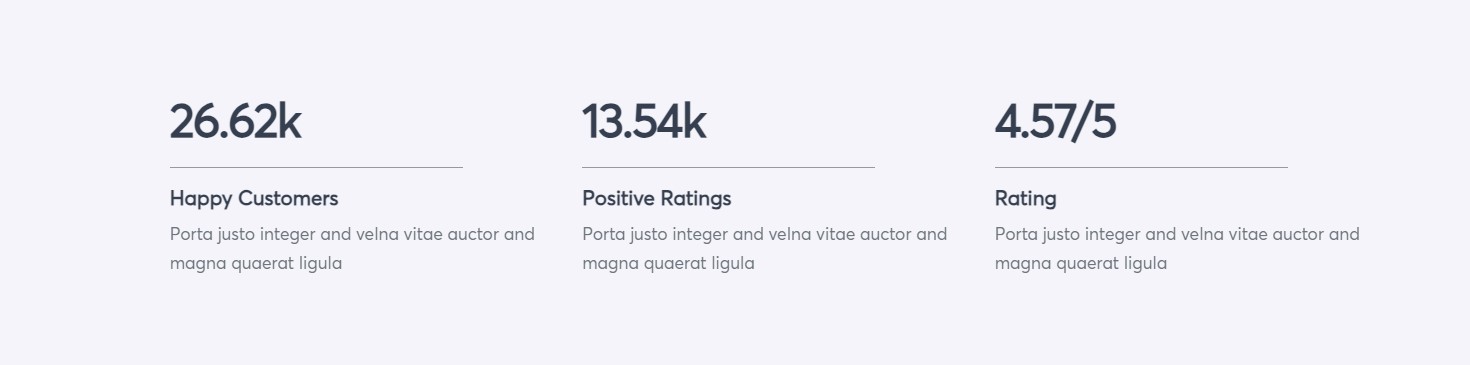 26.62k
Happy Customers
Porta justo integer and velna vitae auctor and
magna quaerat ligula
13.54k
Positive Ratings
Porta justo integer and velna vitae auctor and
magna quaerat ligula
4.57/5
Rating
Porta justo integer and velna vitae auctor and
magna quaerat ligula